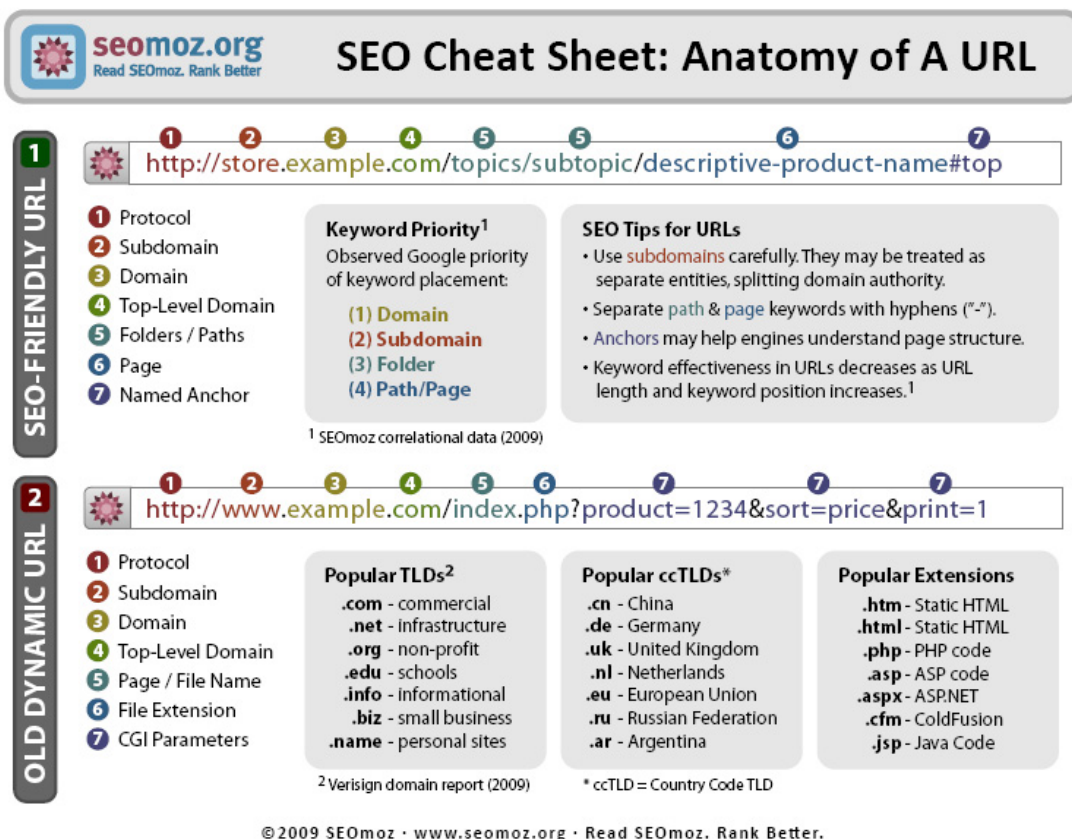 seomoz.org
Read SEOmoz. Rank Better
SEO Cheat Sheet: Anatomy of A URL
1
SEO-FRIENDLY URL
1 2 3 4 5 5 6 7
http://store.example.com/topics/subtopic/descriptive-product-name#top
1 Protocol
2 Subdomain
3 Domain
4 Top-Level Domain
5 Folders / Paths
6 Page
7 Named Anchor
Keyword Priority1
Observed Google priority
of keyword placement:
(1) Domain
(2) Subdomain
(3) Folder
(4) Path/Page
1 SEOmoz correlational data (2009)
SEO Tips for URLs
• Use subdomains carefully. They may be treated as
separate entities, splitting domain authority.
• Separate path & page keywords with hyphens ("-").
• Anchors may help engines understand page structure.
• Keyword effectiveness in URLs decreases as URL
length and keyword position increases.1
2
OLD DYNAMIC URL
1 2 3 4 5 6 7 7 7
http://www.example.com/index.php?product=1234&sort=price&print=1
1 Protocol
2 Subdomain
3 Domain
4 Top-Level Domain
5 Page / File Name
6 File Extension
7 CGI Parameters
Popular TLDs2
.com - commercial
.net - infrastructure
.org - non-profit
.edu - schools
.info - informational
.biz - small business
.name - personal sites
2 Verisign domain report (2009)
Popular ccTLDs*
.cn - China
.de - Germany
.uk - United Kingdom
.nl - Netherlands
.eu - European Union
.ru - Russian Federation
.ar - Argentina
* ccTLD = Country Code TLD
Popular Extensions
.htm - Static HTML
.html - Static HTML
.php - PHP code
.asp - ASP code
.aspx - ASP.NET
.cfm - ColdFusion
.jsp - Java Code
©2009 SEOmoz · www.seomoz.org · Read SEOmoz. Rank Better.